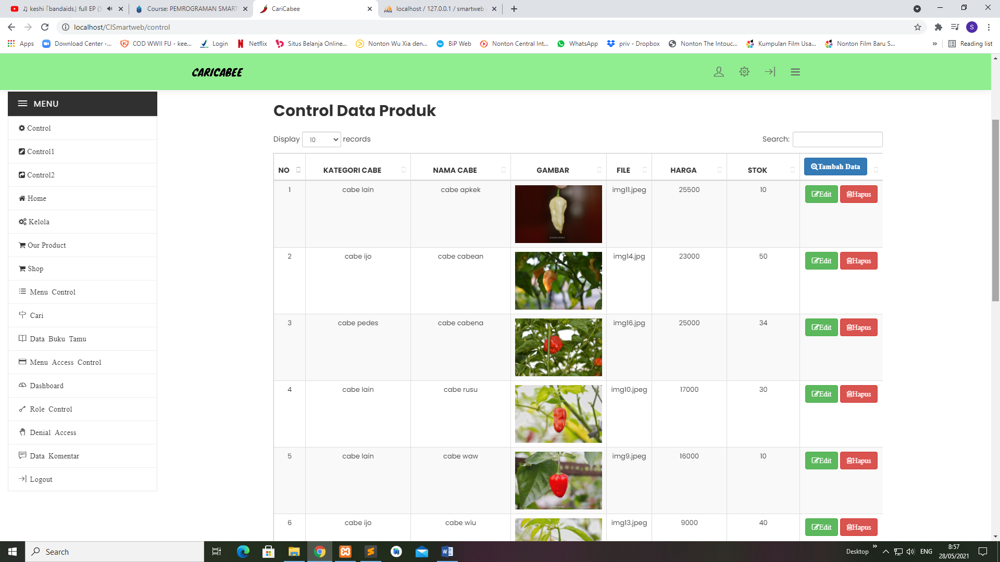 ♫ keshi 「bandaids」 full EP (5
Course: PEMROGRAMAN SMART
CariCabee
localhost / 127.0.0.1 / smartweb
localhost/CISmartweb/control
S
Apps
Download Center -...
COD WWII FU - kee...
Login
Netflix
Situs Belanja Online...
Nonton Wu Xia den...
BiP Web
Nonton Central Int...
WhatsApp
priv - Dropbox
Nonton The Intouc...
Kumpulan Film Usa...
Nonton Film Baru S...
»
Reading list
CARICABEE
MENU
Control
Control1
Control2
Home
Kelola
Our Product
Shop
Menu Control
Cari
Data Buku Tamu
Menu Access Control
Dashboard
Role Control
Denial Access
Data Komentar
Logout
Control Data Produk
Display 10 records
Search:
NO KATEGORI CABE NAMA CABE GAMBAR FILE HARGA STOK Tambah Data
1 cabe lain cabe apkek img11.jpeg 25500 10 Edit Hapus
2 cabe ijo cabe cabean img14.jpg 23000 50 Edit Hapus
3 cabe pedes cabe cabena img16.jpg 25000 34 Edit Hapus
4 cabe lain cabe rusu img10.jpeg 17000 30 Edit Hapus
5 cabe lain cabe waw img9.jpeg 16000 10 Edit Hapus
6 cabe ijo cabe wiu img13.jpeg 9000 40 Edit Hapus
Search
Desktop »
ENG
8:57
28/05/2021